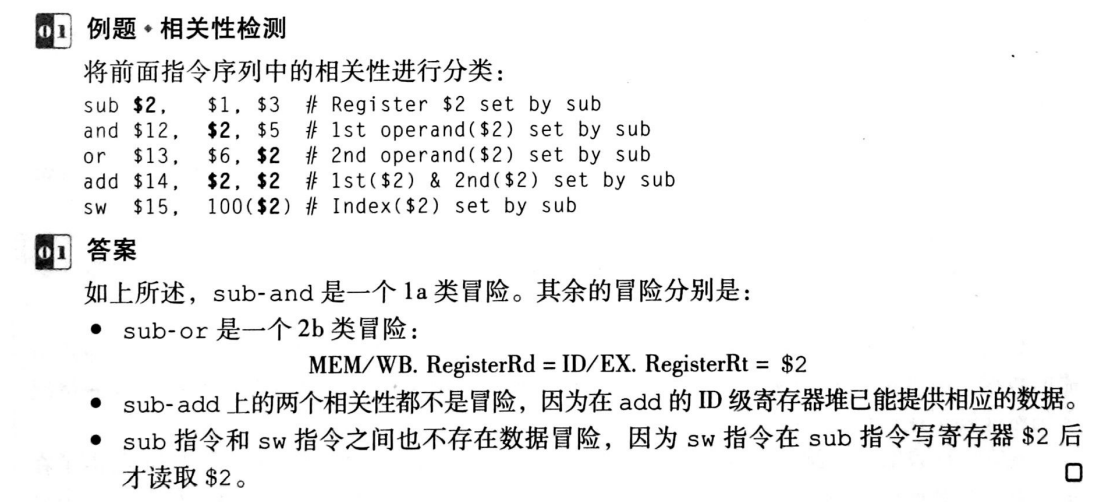 01 例题·相关性检测
将前面指令序列中的相关性进行分类：
sub $2,   $1, $3  # Register $2 set by sub
and $12,  $2, $5  # 1st operand($2) set by sub
or  $13,  $6, $2  # 2nd operand($2) set by sub
add $14,  $2, $2  # 1st($2) & 2nd($2) set by sub
sw  $15,  100($2) # Index($2) set by sub
01 答案
如上所述，sub-and 是一个 1a 类冒险。其余的冒险分别是：
● sub-or 是一个 2b 类冒险：
MEM/WB. RegisterRd = ID/EX. RegisterRt = $2
● sub-add 上的两个相关性都不是冒险，因为在 add 的 ID 级寄存器堆已能提供相应的数据。
● sub 指令和 sw 指令之间也不存在数据冒险，因为 sw 指令在 sub 指令写寄存器 $2 后
才读取 $2。